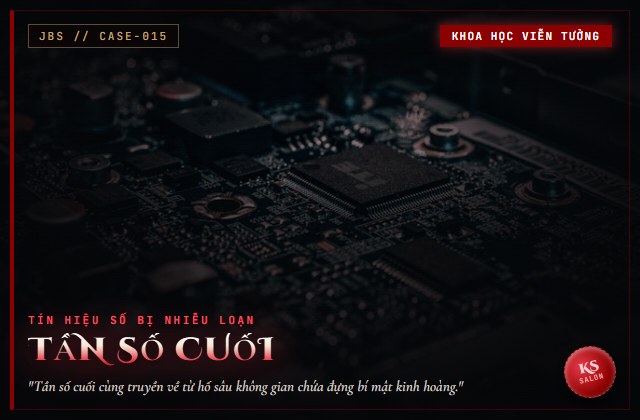 JBS // CASE-015
KHOA HỌC VIỄN TƯỞNG
TÍN HIỆU SỐ BỊ NHIỄU LOẠN
TẦN SỐ CUỐI
"Tần số cuối cùng truyền về từ hố sâu không gian chứa đựng bí mật kinh hoàng."
KS
SALON